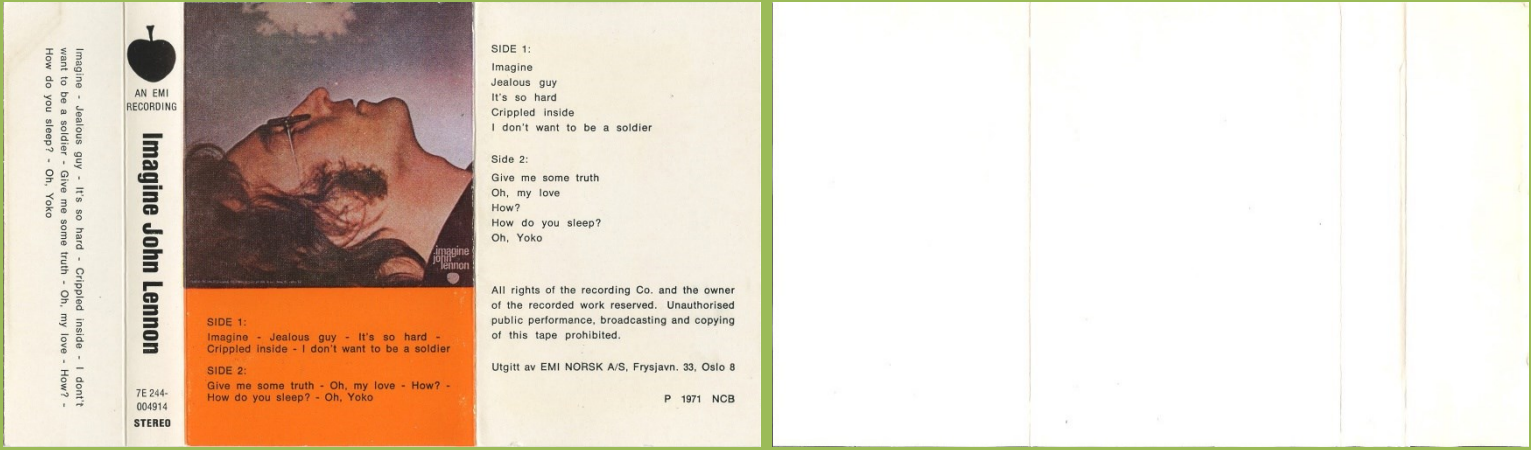 Imagine - Jealous guy - It's so hard - Crippled inside - I dont't
want to be a soldier - Give me some truth - Oh, my love - How? -
How do you sleep? - Oh, Yoko
AN EMI
RECORDING
Imagine John Lennon
7E 244-
004914
STEREO
imagine
john
lennon
SIDE 1:
Imagine - Jealous guy - It's so hard -
Crippled inside - I don't want to be a soldier
SIDE 2:
Give me some truth - Oh, my love - How? -
How do you sleep? - Oh, Yoko
SIDE 1:
Imagine
Jealous guy
It's so hard
Crippled inside
I don't want to be a soldier
Side 2:
Give me some truth
Oh, my love
How?
How do you sleep?
Oh, Yoko
All rights of the recording Co. and the owner
of the recorded work reserved. Unauthorised
public performance, broadcasting and copying
of this tape prohibited.
Utgitt av EMI NORSK A/S, Frysjavn. 33, Oslo 8
P 1971 NCB